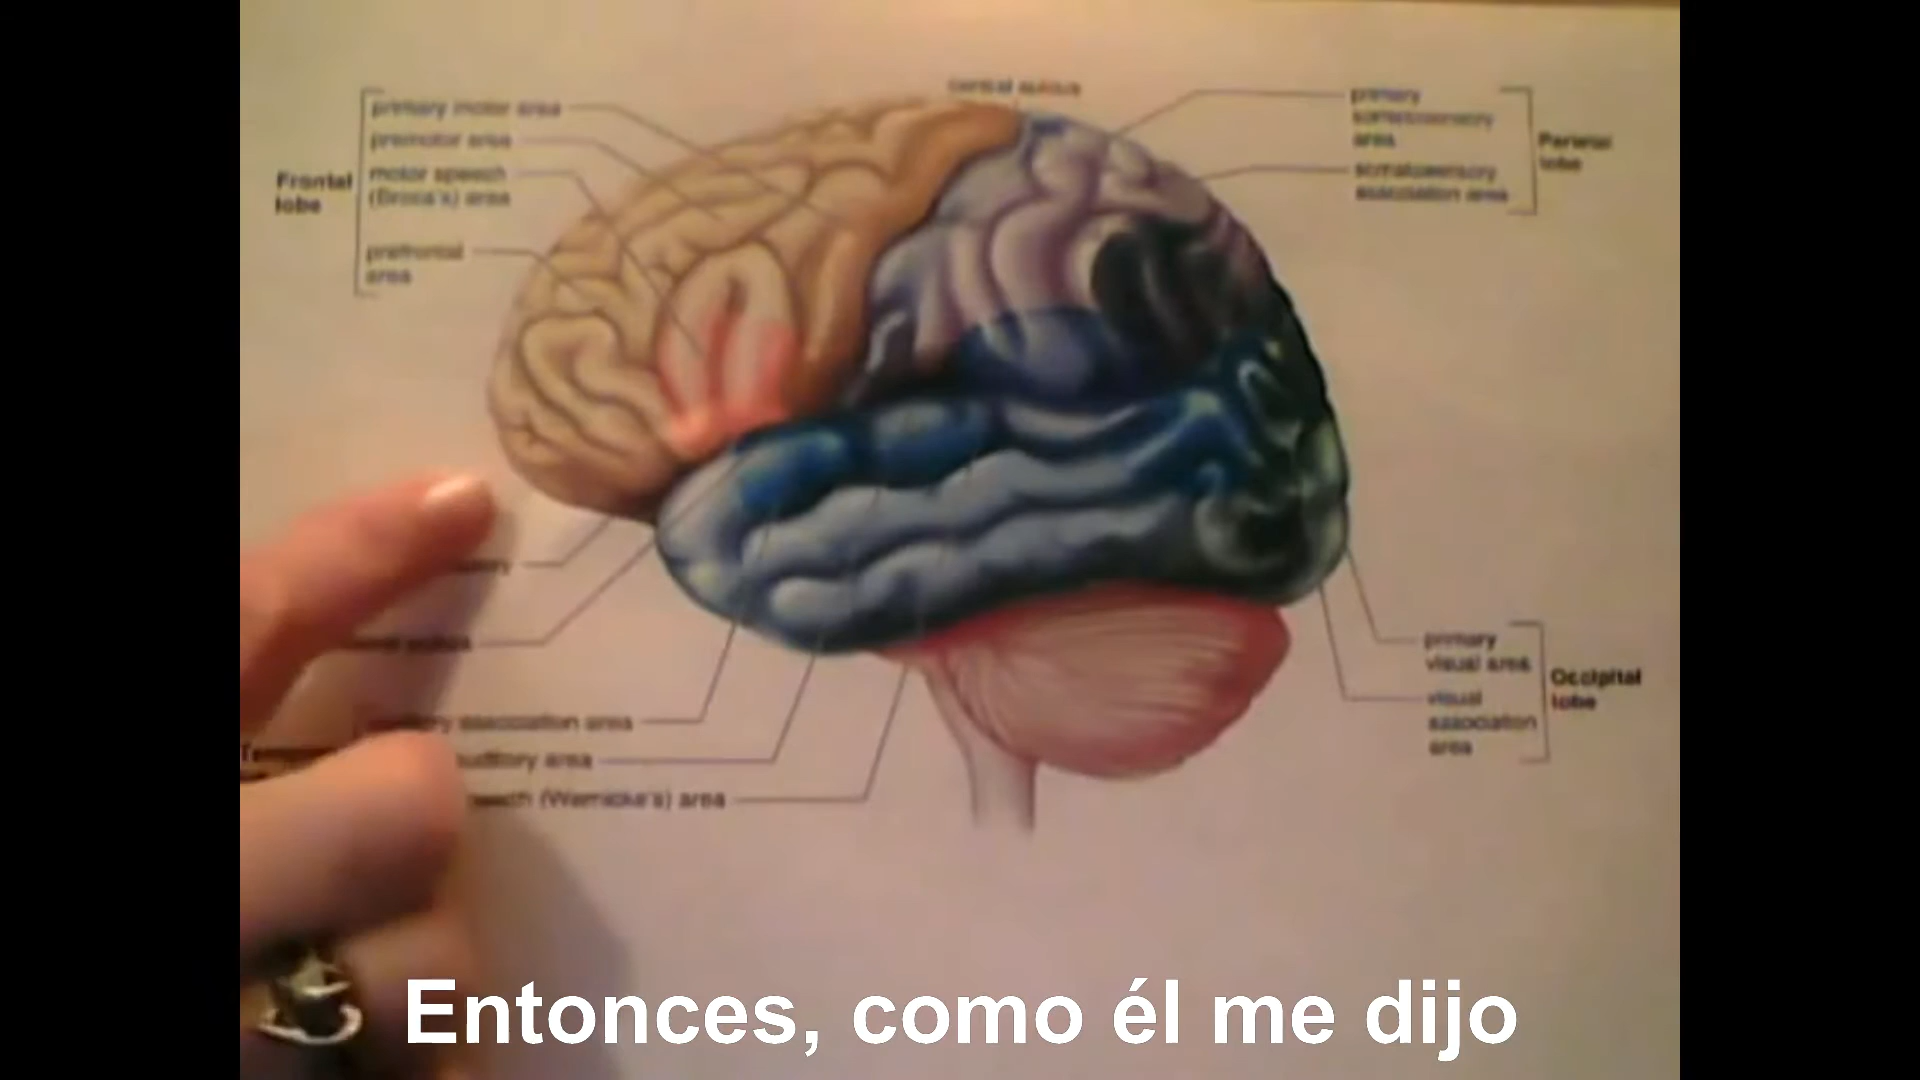 central sulcus
primary motor area
premotor area
motor speech
(Broca's) area
prefrontal
area
Frontal
lobe
primary
somatosensory
area
somatosensory
association area
Parietal
lobe
association area
auditory area
(Wernicke's) area
primary
visual area
visual
association
area
Occipital
lobe
Entonces, como él me dijo